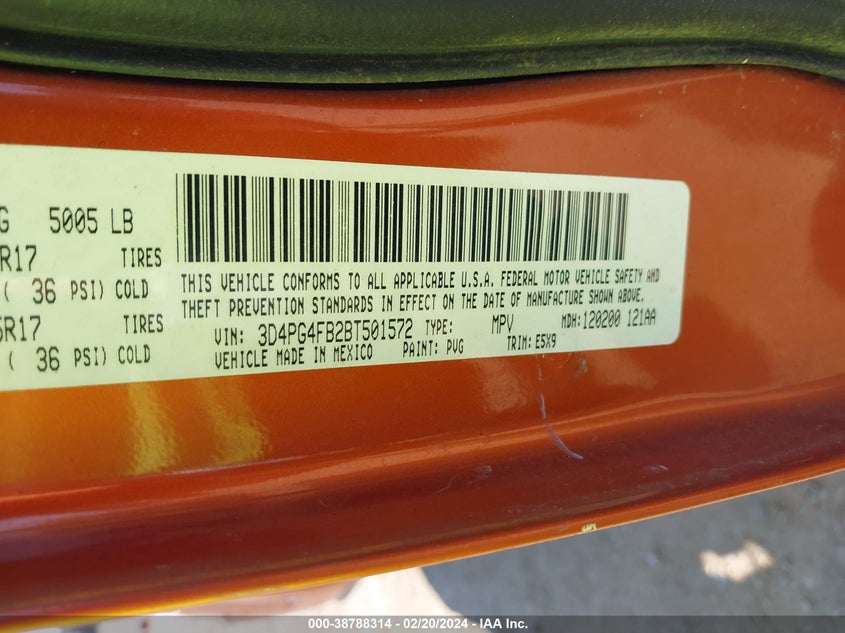 G 5005 LB
R17 TIRES
( 36 PSI) COLD
5R17 TIRES
( 36 PSI) COLD
THIS VEHICLE CONFORMS TO ALL APPLICABLE U.S.A. FEDERAL MOTOR VEHICLE SAFETY AND
THEFT PREVENTION STANDARDS IN EFFECT ON THE DATE OF MANUFACTURE SHOWN ABOVE.
VIN: 3D4PG4FB2BT501572 TYPE: MPV MDH:120200 121AA
VEHICLE MADE IN MEXICO PAINT: PVG TRIM: E5X9
000-38788314 / 02/20/2024 - IAA Inc.